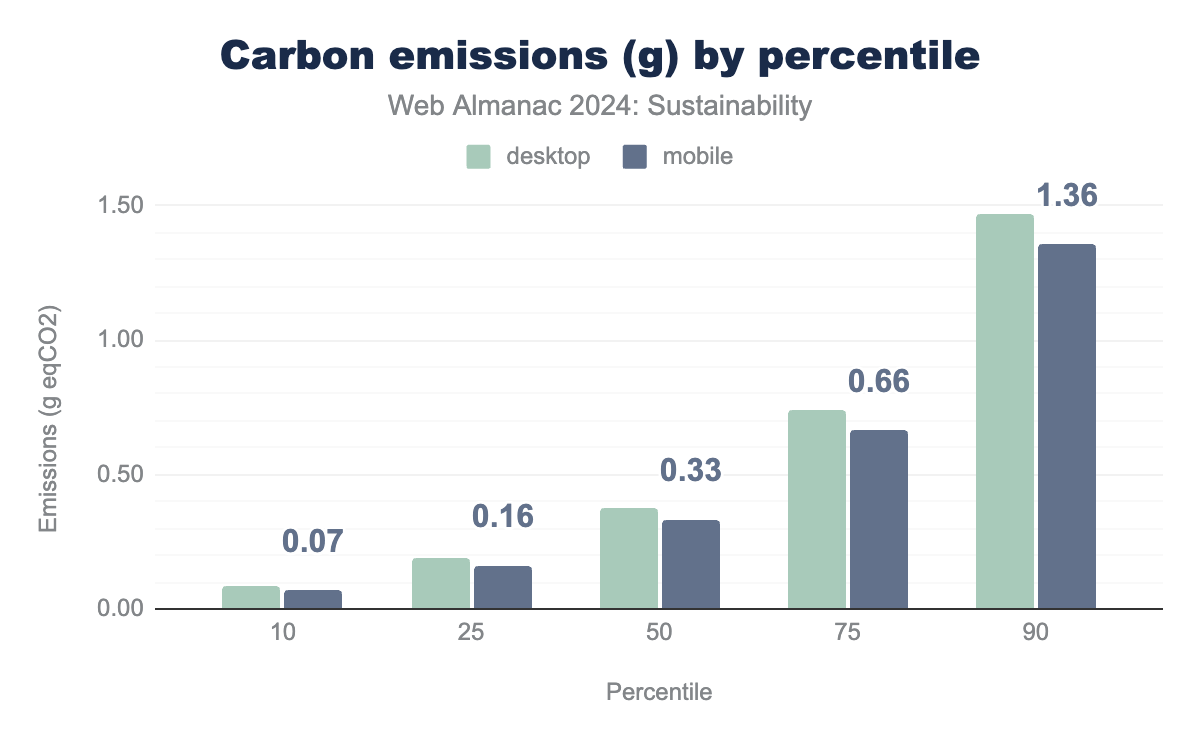 Carbon emissions (g) by percentile
Web Almanac 2024: Sustainability
desktop mobile
1.50
1.00
0.50
0.00
Emissions (g eqCO2)
0.07
0.16
0.33
0.66
1.36
10 25 50 75 90
Percentile